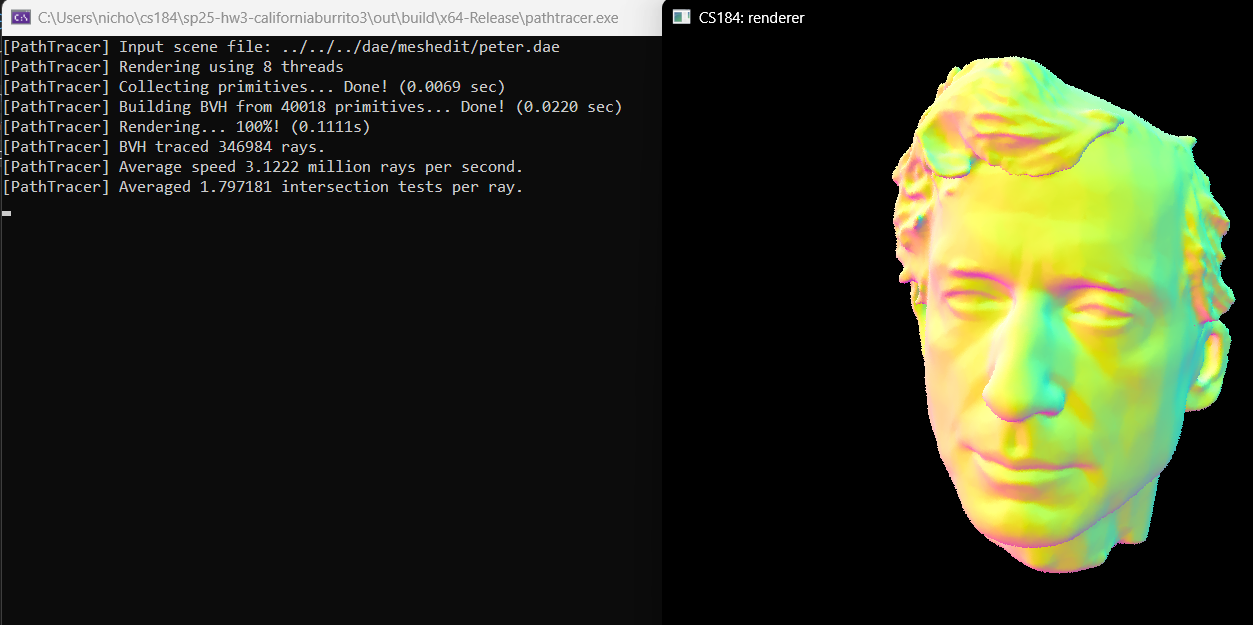 C:\Users\nicho\cs184\sp25-hw3-californiaburrito3\out\build\x64-Release\pathtracer.exe
[PathTracer] Input scene file: ../../../dae/meshedit/peter.dae
[PathTracer] Rendering using 8 threads
[PathTracer] Collecting primitives... Done! (0.0069 sec)
[PathTracer] Building BVH from 40018 primitives... Done! (0.0220 sec)
[PathTracer] Rendering... 100%! (0.1111s)
[PathTracer] BVH traced 346984 rays.
[PathTracer] Average speed 3.1222 million rays per second.
[PathTracer] Averaged 1.797181 intersection tests per ray.
CS184: renderer